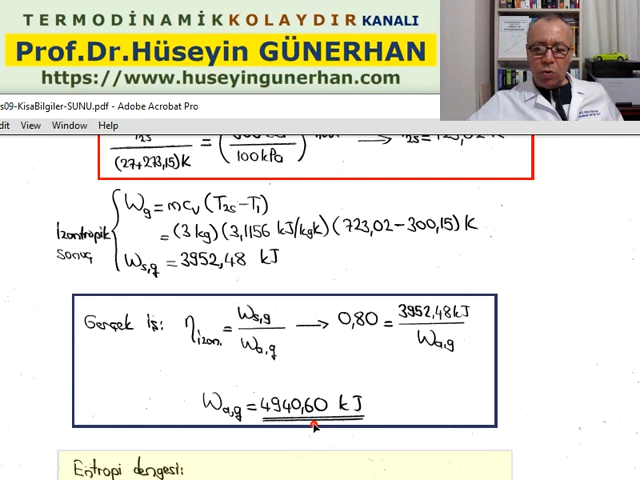 TERMODİNAMİKKOLAYDIR KANALI
Prof.Dr.Hüseyin GÜNERHAN
https://www.huseyingunerhan.com
s09-KisaBilgiler-SUNU.pdf - Adobe Acrobat Pro
dit View Window Help
(27+273,15)K = 100kPa
Wg = mcv (T2s-T1)
İzontropik = (3 kg) (3,1156 kJ/kgK) (723,02-300,15) K
sonuç Ws,g = 3952,48 kJ
Gerçek İş: ηizon. = Ws,g / Wa,g → 0,80 = 3952,48kJ / Wa,g
Wa,g = 4940,60 kJ
Entropi dengesi: